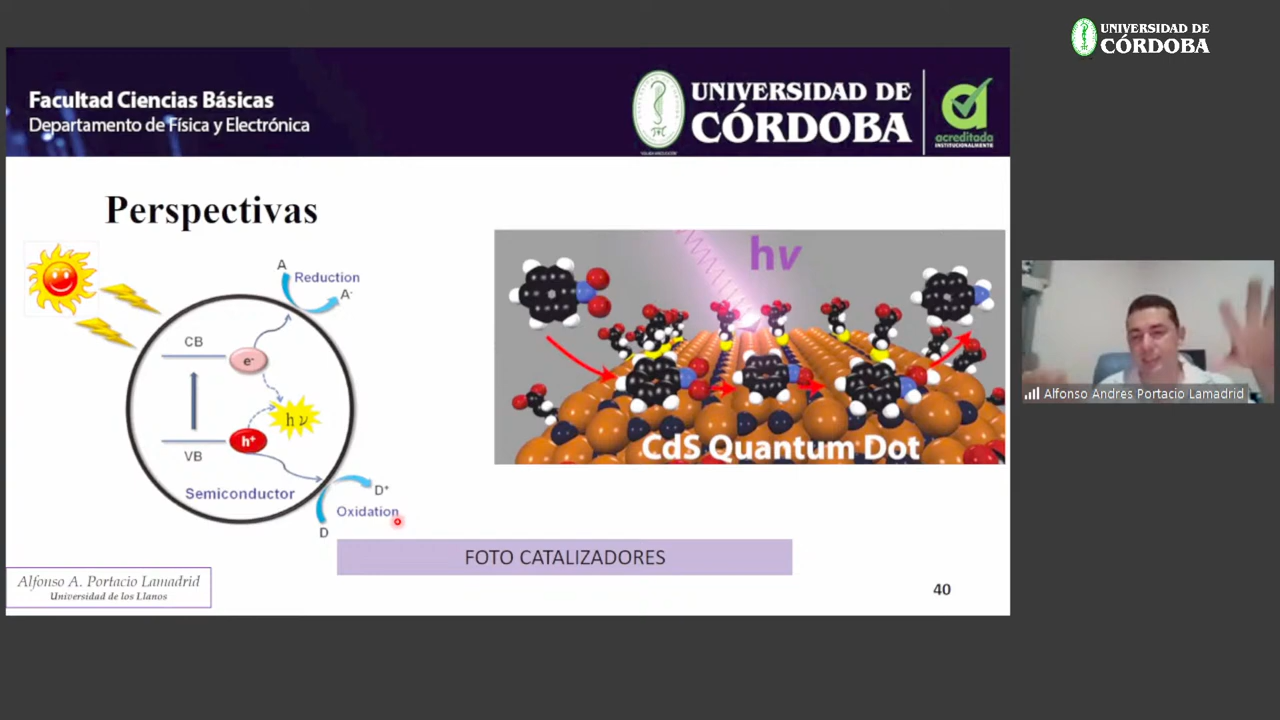 UNIVERSIDAD DE
CÓRDOBA
Facultad Ciencias Básicas
Departamento de Física y Electrónica
UNIVERSIDAD DE
CÓRDOBA
acreditada
INSTITUCIONALMENTE
Perspectivas
A
Reduction
A-
CB
e-
hν
h+
VB
Semiconductor
D+
Oxidation
D
hν
CdS Quantum Dot
FOTO CATALIZADORES
Alfonso A. Portacio Lamadrid
Universidad de los Llanos
40
Alfonso Andres Portacio Lamadrid